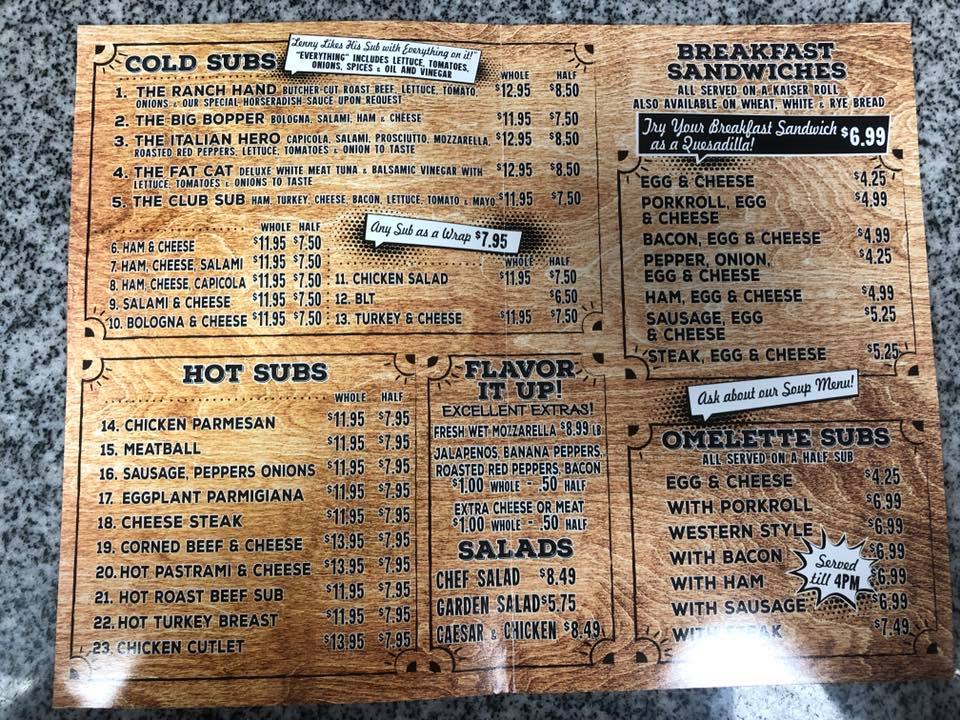 COLD SUBS
"Lenny Likes His Sub with Everything on it!"
"EVERYTHING" INCLUDES LETTUCE, TOMATOES,
ONIONS, SPICES & OIL AND VINEGAR
WHOLE HALF
1. THE RANCH HAND BUTCHER-CUT ROAST BEEF, LETTUCE, TOMATO, $12.95 $8.50
ONIONS & OUR SPECIAL HORSERADISH SAUCE UPON REQUEST
2. THE BIG BOPPER BOLOGNA, SALAMI, HAM & CHEESE $11.95 $7.50
3. THE ITALIAN HERO CAPICOLA, SALAMI, PROSCIUTTO, MOZZARELLA, $12.95 $8.50
ROASTED RED PEPPERS, LETTUCE, TOMATOES & ONION TO TASTE
4. THE FAT CAT DELUXE WHITE MEAT TUNA & BALSAMIC VINEGAR WITH $12.95 $8.50
LETTUCE, TOMATOES & ONIONS TO TASTE
5. THE CLUB SUB HAM, TURKEY, CHEESE, BACON, LETTUCE, TOMATO & MAYO $11.95 $7.50
WHOLE HALF
6. HAM & CHEESE $11.95 $7.50
7. HAM, CHEESE, SALAMI $11.95 $7.50
8. HAM, CHEESE, CAPICOLA $11.95 $7.50
9. SALAMI & CHEESE $11.95 $7.50
10. BOLOGNA & CHEESE $11.95 $7.50
Any Sub as a Wrap $7.95
WHOLE HALF
11. CHICKEN SALAD $11.95 $7.50
12. BLT $6.50
13. TURKEY & CHEESE $11.95 $7.50
HOT SUBS
WHOLE HALF
14. CHICKEN PARMESAN $11.95 $7.95
15. MEATBALL $11.95 $7.95
16. SAUSAGE, PEPPERS ONIONS $11.95 $7.95
17. EGGPLANT PARMIGIANA $11.95 $7.95
18. CHEESE STEAK $11.95 $7.95
19. CORNED BEEF & CHEESE $13.95 $7.95
20. HOT PASTRAMI & CHEESE $13.95 $7.95
21. HOT ROAST BEEF SUB $11.95 $7.95
22. HOT TURKEY BREAST $11.95 $7.95
23. CHICKEN CUTLET $13.95 $7.95
FLAVOR
IT UP!
EXCELLENT EXTRAS!
FRESH WET MOZZARELLA $8.99 LB
JALAPENOS, BANANA PEPPERS,
ROASTED RED PEPPERS, BACON
$1.00 WHOLE - .50 HALF
EXTRA CHEESE OR MEAT
$1.00 WHOLE - .50 HALF
SALADS
CHEF SALAD $8.49
GARDEN SALAD $5.75
CAESAR & CHICKEN $8.49
BREAKFAST
SANDWICHES
ALL SERVED ON A KAISER ROLL
ALSO AVAILABLE ON WHEAT, WHITE & RYE BREAD
Try Your Breakfast Sandwich
as a Quesadilla! $6.99
EGG & CHEESE $4.25
PORKROLL, EGG $4.99
& CHEESE
BACON, EGG & CHEESE $4.99
PEPPER, ONION, $4.25
EGG & CHEESE
HAM, EGG & CHEESE $4.99
SAUSAGE, EGG $5.25
& CHEESE
STEAK, EGG & CHEESE $5.25
Ask about our Soup Menu!
OMELETTE SUBS
ALL SERVED ON A HALF SUB
EGG & CHEESE $4.25
WITH PORKROLL $6.99
WESTERN STYLE $6.99
WITH BACON $6.99
WITH HAM $6.99
WITH SAUSAGE $6.99
WITH STEAK $7.49
Served
till 4PM